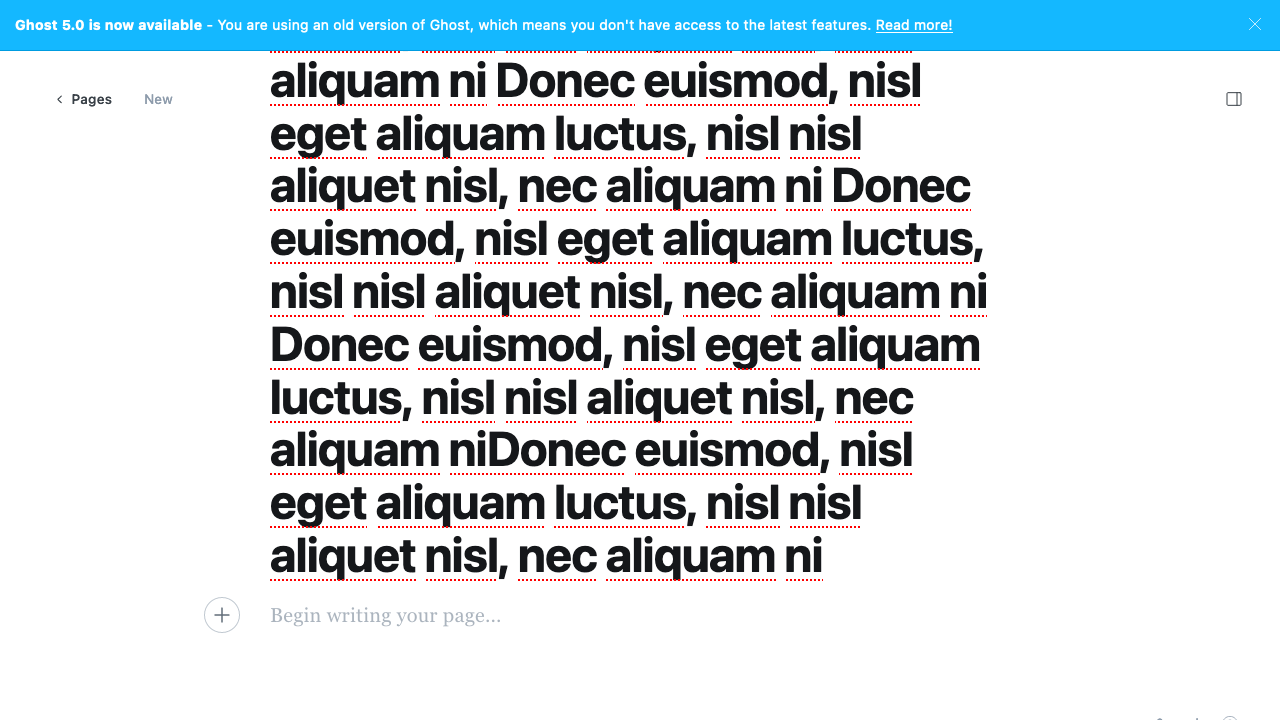 Ghost 5.0 is now available - You are using an old version of Ghost, which means you don't have access to the latest features. Read more!
Pages New
aliquam ni Donec euismod, nisl
eget aliquam luctus, nisl nisl
aliquet nisl, nec aliquam ni Donec
euismod, nisl eget aliquam luctus,
nisl nisl aliquet nisl, nec aliquam ni
Donec euismod, nisl eget aliquam
luctus, nisl nisl aliquet nisl, nec
aliquam niDonec euismod, nisl
eget aliquam luctus, nisl nisl
aliquet nisl, nec aliquam ni
Begin writing your page...